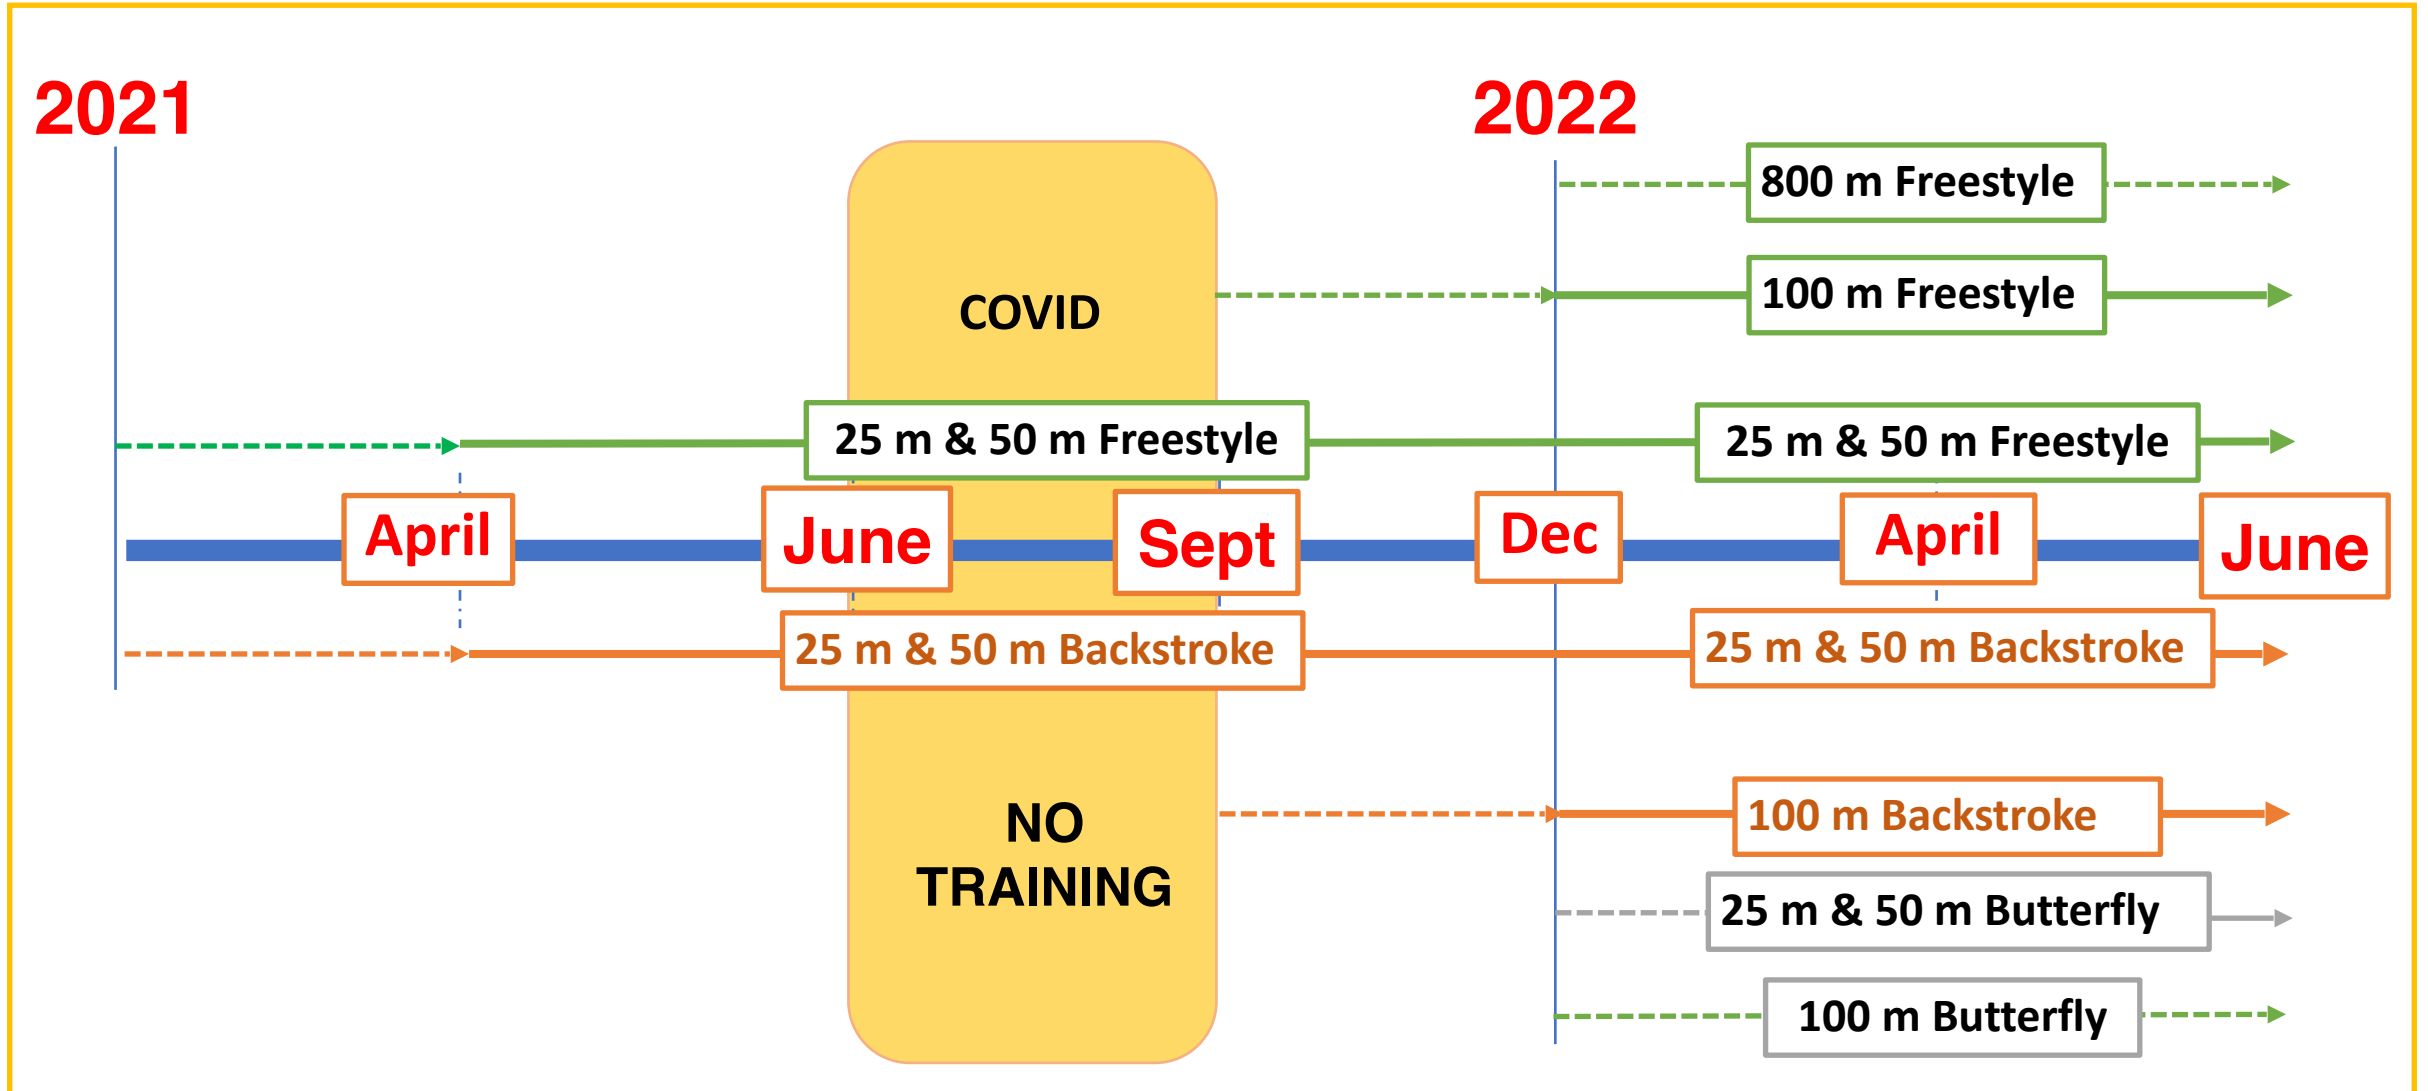 2021
2022
800 m Freestyle
100 m Freestyle
COVID
25 m & 50 m Freestyle
25 m & 50 m Freestyle
April
June
Sept
Dec
April
June
25 m & 50 m Backstroke
25 m & 50 m Backstroke
NO
TRAINING
100 m Backstroke
25 m & 50 m Butterfly
100 m Butterfly